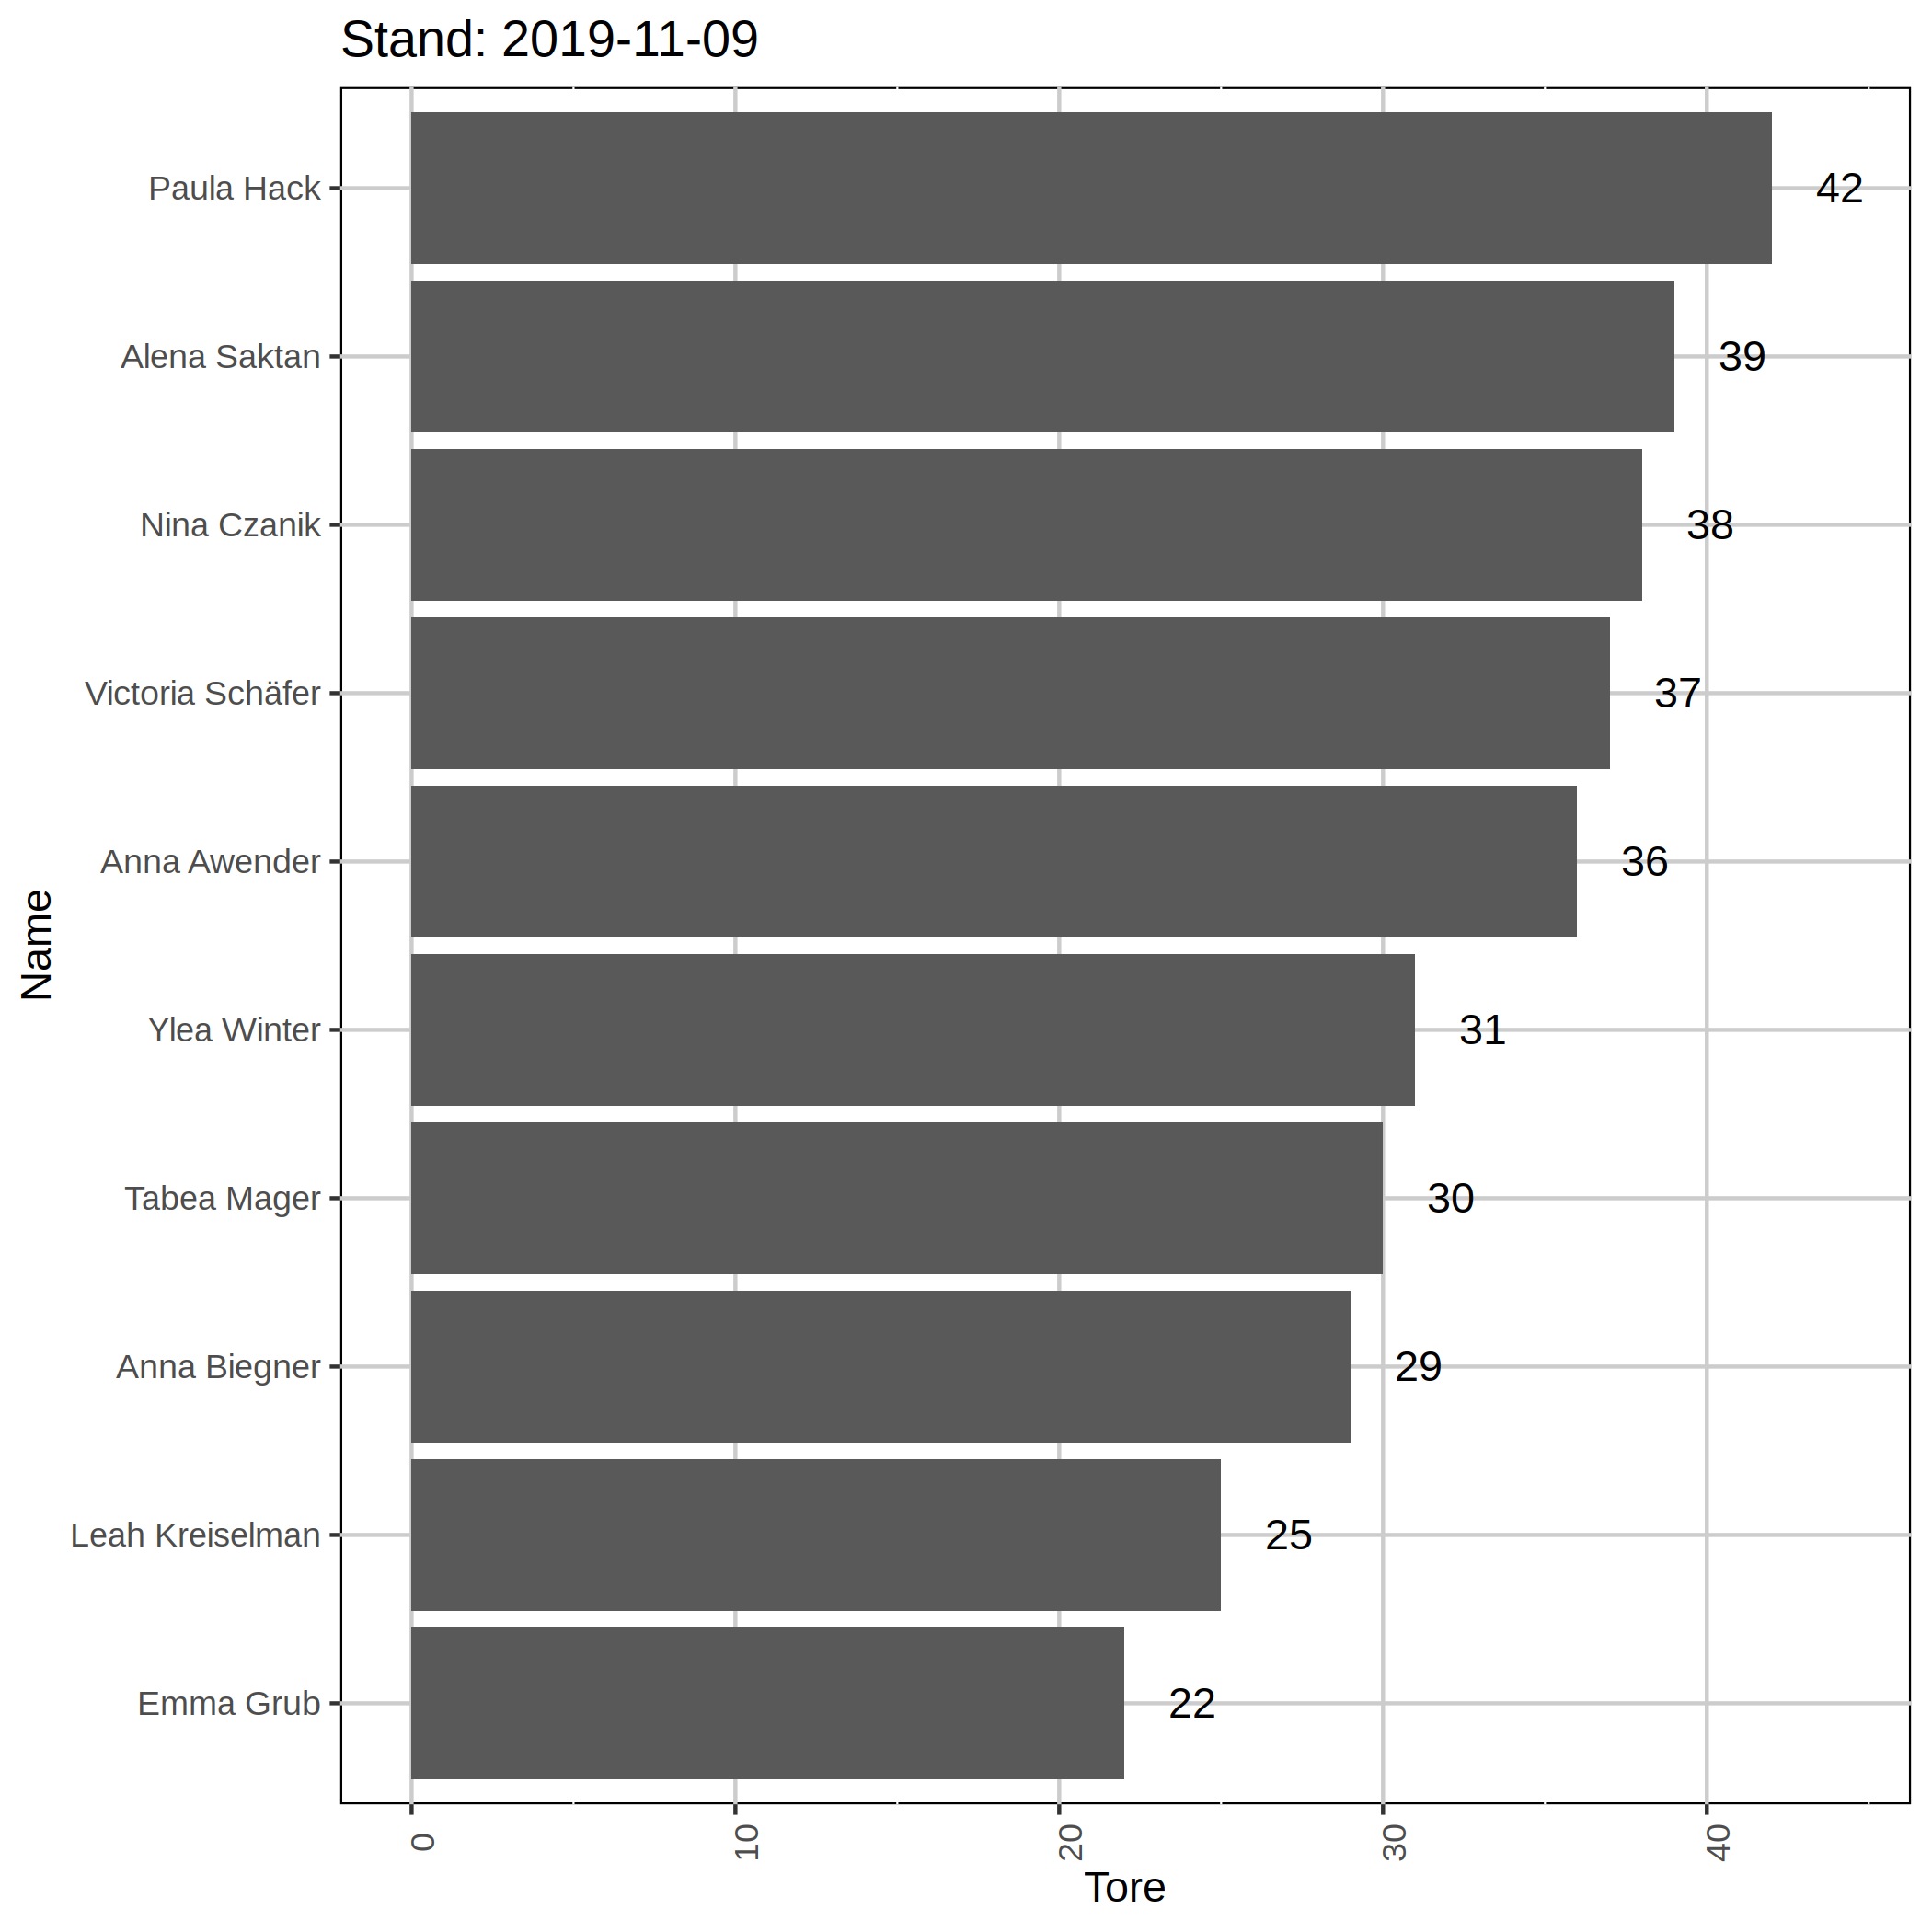 Stand: 2019-11-09
Paula Hack 42
Alena Saktan 39
Nina Czanik 38
Victoria Schäfer 37
Anna Awender 36
Ylea Winter 31
Tabea Mager 30
Anna Biegner 29
Leah Kreiselman 25
Emma Grub 22
Name
0 10 20 30 40
Tore